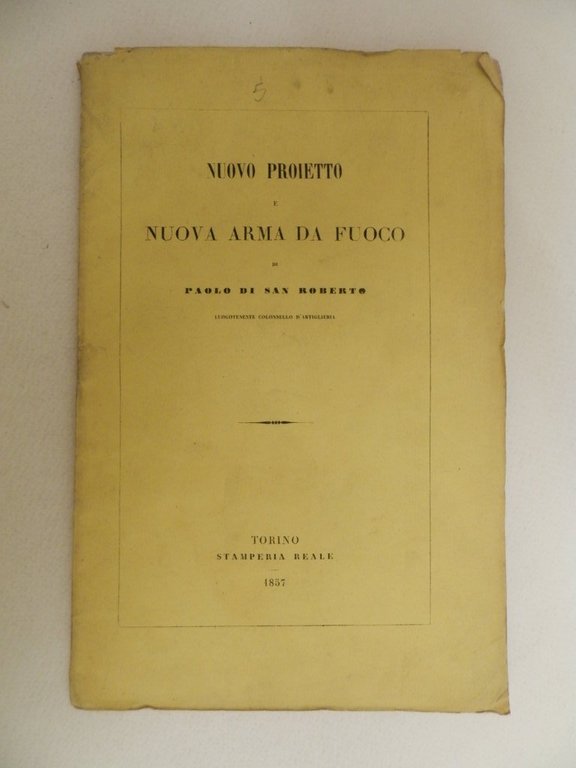 5
NUOVO PROIETTO
E
NUOVA ARMA DA FUOCO
DI
PAOLO DI SAN ROBERTO
LUOGOTENENTE COLONNELLO D'ARTIGLIERIA
TORINO
STAMPERIA REALE
1857